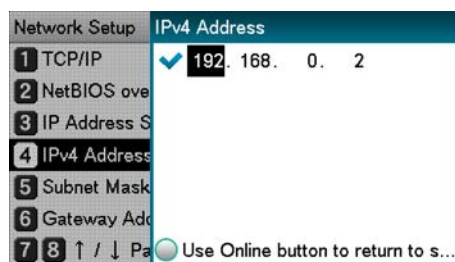 Network Setup
IPv4 Address
1 TCP/IP
2 NetBIOS ove
3 IP Address S
4 IPv4 Address
5 Subnet Mask
6 Gateway Add
7 8 ↑ / ↓ Pa
192. 168. 0. 2
Use Online button to return to s...